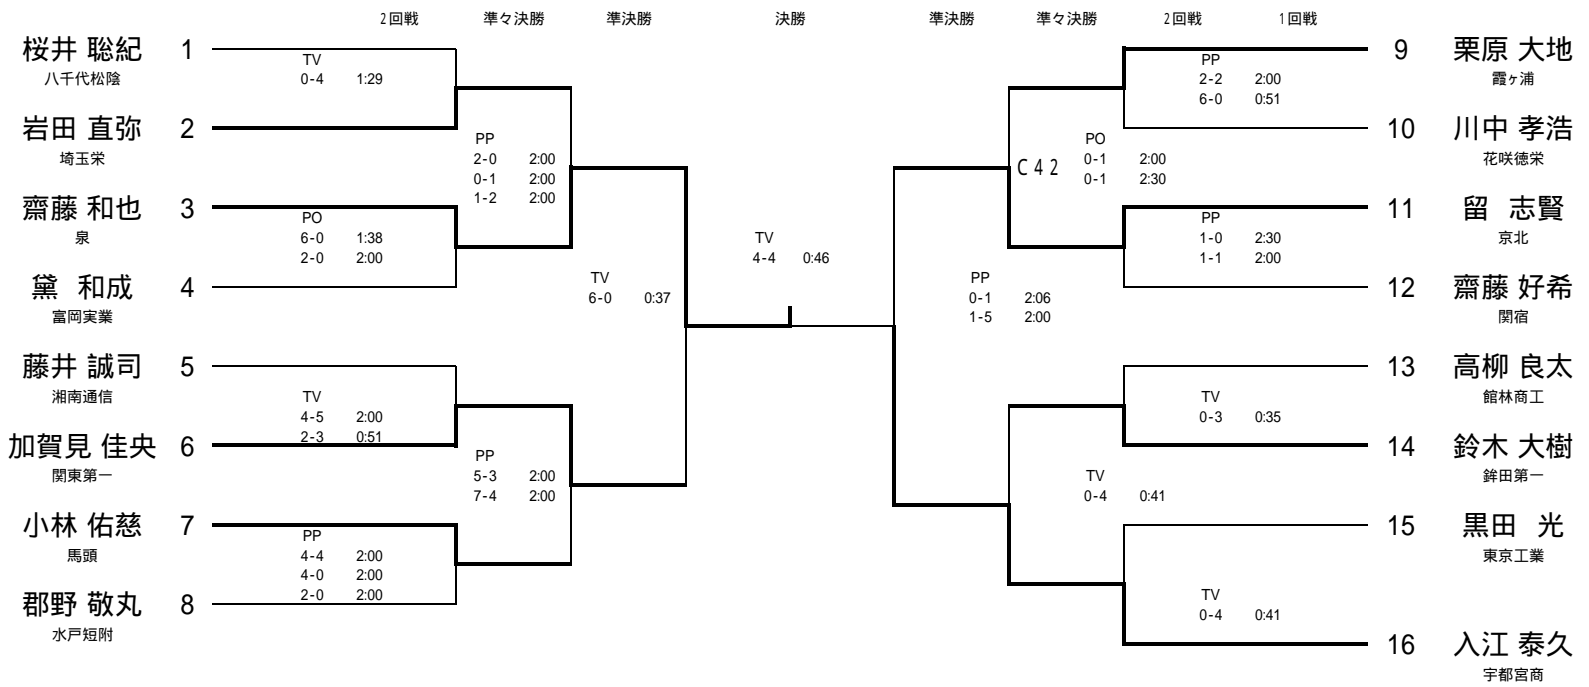 2回戦 準々決勝 準決勝 決勝 準決勝 準々決勝 2回戦 1回戦
桜井 聡紀 1
八千代松陰
TV
0-4 1:29
岩田 直弥 2
埼玉栄
PP
2-0 2:00
0-1 2:00
1-2 2:00
齋藤 和也 3
泉
PO
6-0 1:38
2-0 2:00
黛 和成 4
富岡実業
TV
6-0 0:37
藤井 誠司 5
湘南通信
TV
4-5 2:00
2-3 0:51
加賀見 佳央 6
関東第一
PP
5-3 2:00
7-4 2:00
小林 佑慈 7
馬頭
PP
4-4 2:00
4-0 2:00
2-0 2:00
郡野 敬丸 8
水戸短附
TV
4-4 0:46
9 栗原 大地
霞ヶ浦
PP
2-2 2:00
6-0 0:51
10 川中 孝浩
花咲徳栄
C42
PO
0-1 2:00
0-1 2:30
11 留 志賢
京北
PP
1-0 2:30
1-1 2:00
12 齋藤 好希
関宿
PP
0-1 2:06
1-5 2:00
13 高柳 良太
館林商工
TV
0-3 0:35
14 鈴木 大樹
鉾田第一
TV
0-4 0:41
15 黒田 光
東京工業
TV
0-4 0:41
16 入江 泰久
宇都宮商